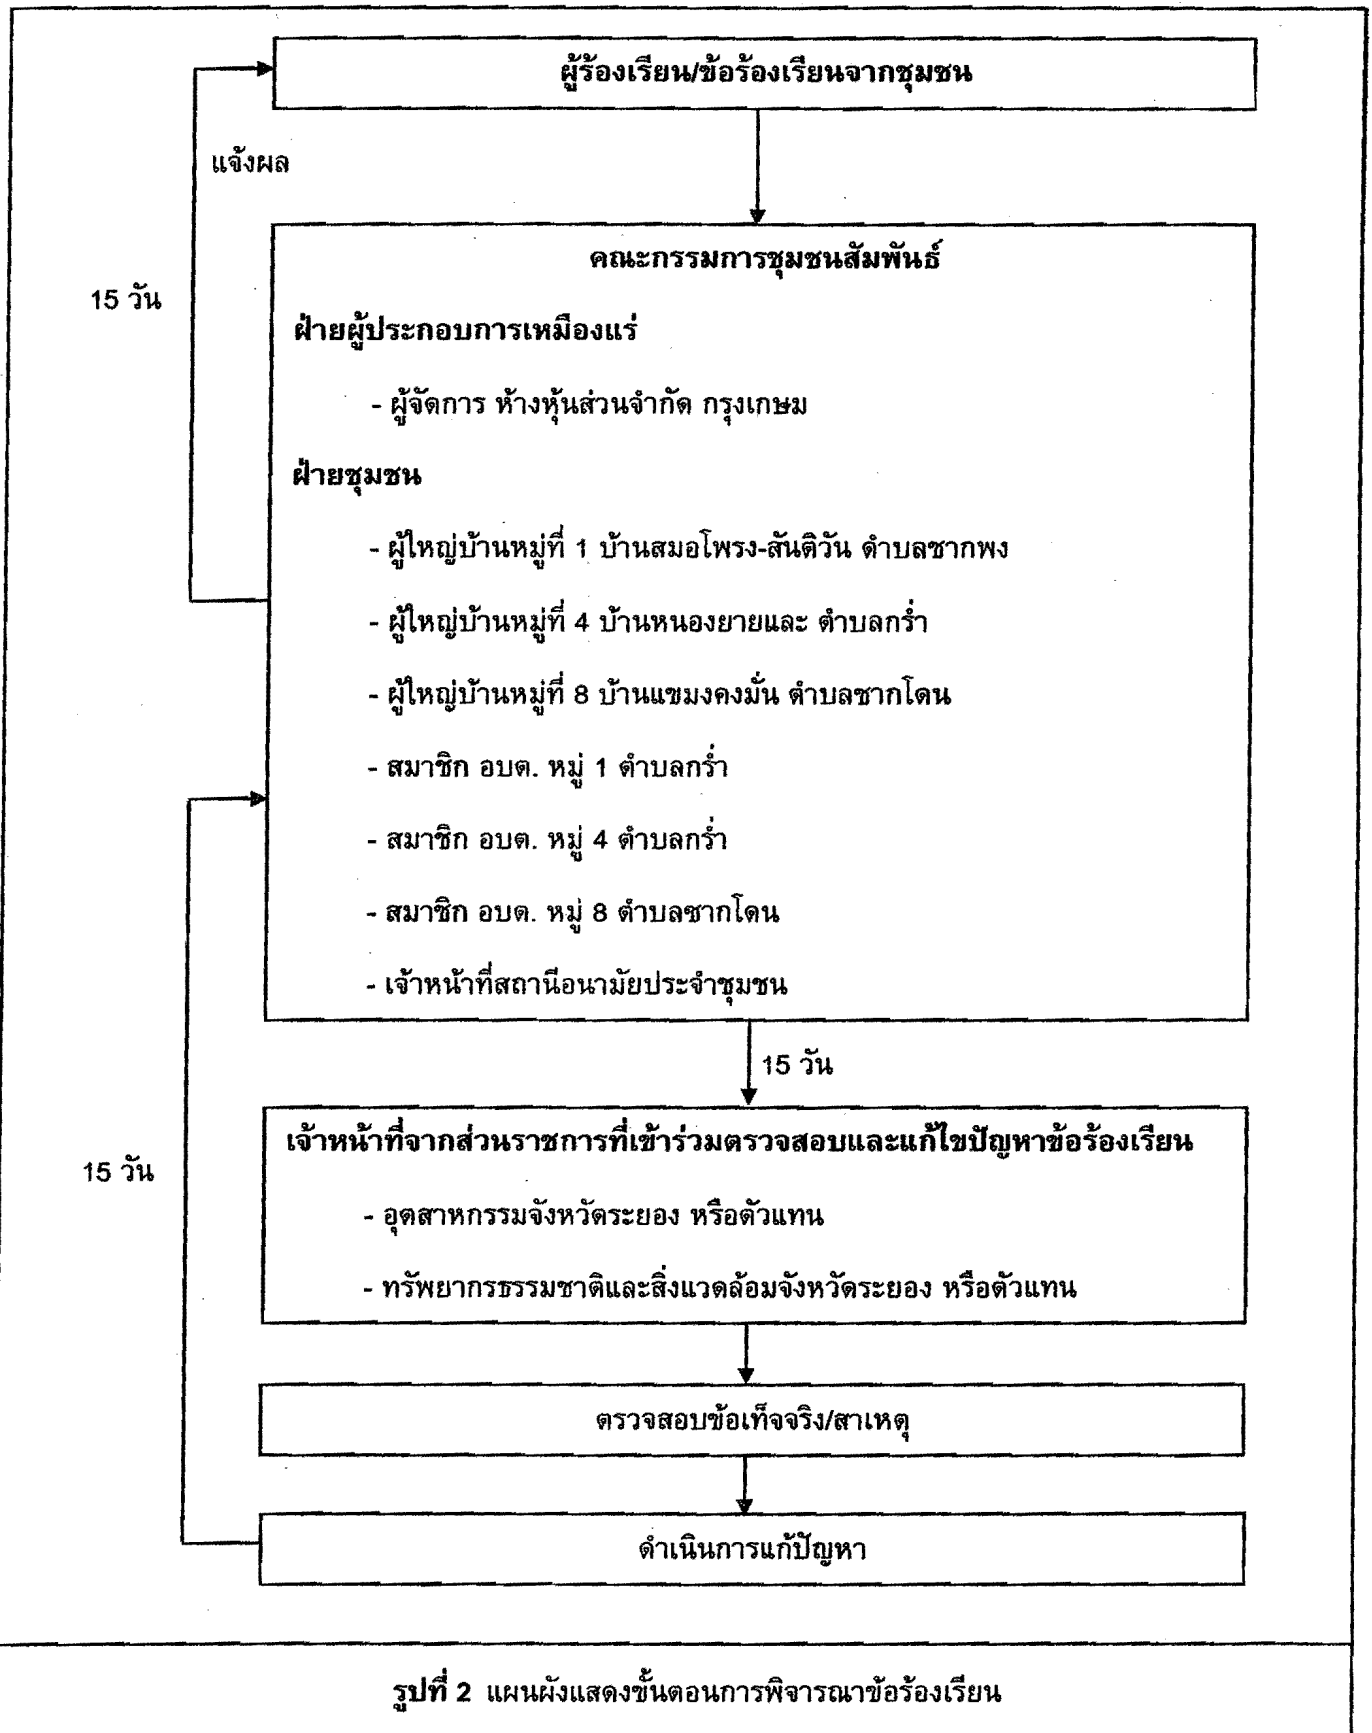 ผู้ร้องเรียน/ข้อร้องเรียนจากชุมชน
แจ้งผล
15 วัน
คณะกรรมการชุมชนสัมพันธ์
ฝ่ายผู้ประกอบการเหมืองแร่
- ผู้จัดการ ห้างหุ้นส่วนจำกัด กรุงเกษม
ฝ่ายชุมชน
- ผู้ใหญ่บ้านหมู่ที่ 1 บ้านสมอโพรง-สันติวัน ตำบลชากพง
- ผู้ใหญ่บ้านหมู่ที่ 4 บ้านหนองยายและ ตำบลกร่ำ
- ผู้ใหญ่บ้านหมู่ที่ 8 บ้านแขมงคงมั่น ตำบลชากโดน
- สมาชิก อบต. หมู่ 1 ตำบลกร่ำ
- สมาชิก อบต. หมู่ 4 ตำบลกร่ำ
- สมาชิก อบต. หมู่ 8 ตำบลชากโดน
- เจ้าหน้าที่สถานีอนามัยประจำชุมชน
15 วัน
เจ้าหน้าที่จากส่วนราชการที่เข้าร่วมตรวจสอบและแก้ไขปัญหาข้อร้องเรียน
15 วัน
- อุตสาหกรรมจังหวัดระยอง หรือตัวแทน
- ทรัพยากรธรรมชาติและสิ่งแวดล้อมจังหวัดระยอง หรือตัวแทน
ตรวจสอบข้อเท็จจริง/สาเหตุ
ดำเนินการแก้ปัญหา
รูปที่ 2 แผนผังแสดงขั้นตอนการพิจารณาข้อร้องเรียน